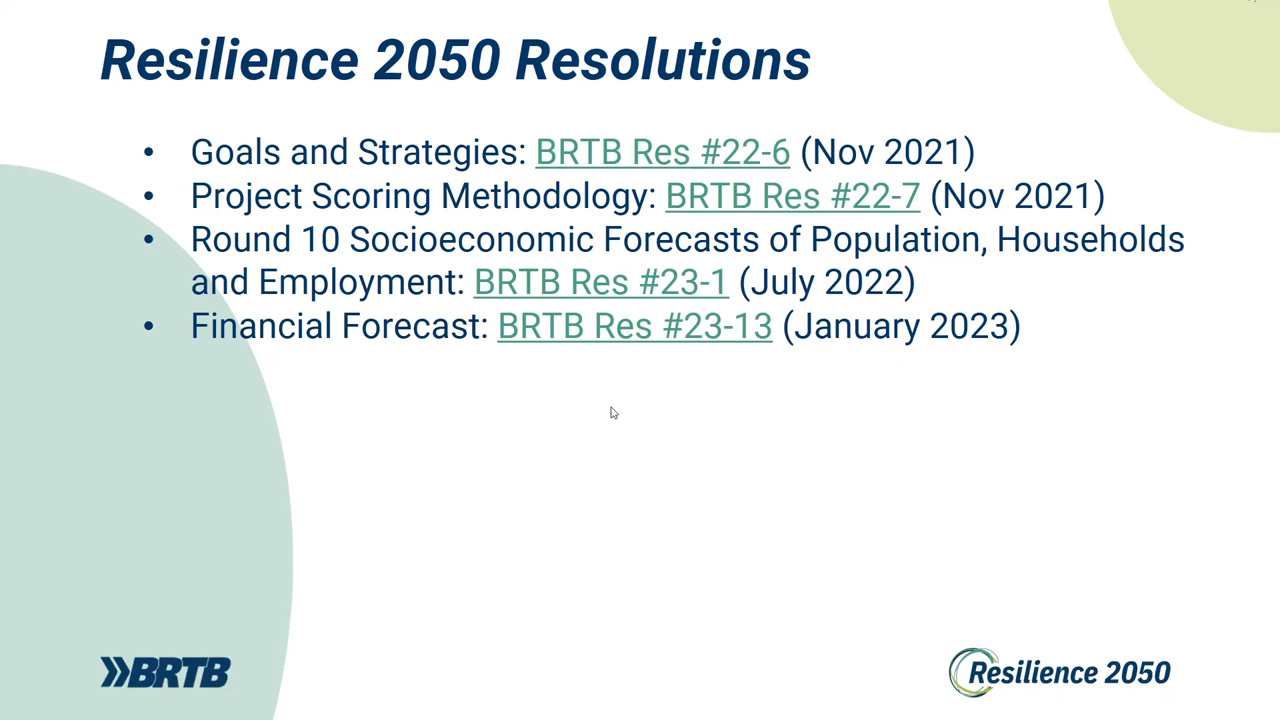 Resilience 2050 Resolutions
• Goals and Strategies: BRTB Res #22-6 (Nov 2021)
• Project Scoring Methodology: BRTB Res #22-7 (Nov 2021)
• Round 10 Socioeconomic Forecasts of Population, Households
and Employment: BRTB Res #23-1 (July 2022)
• Financial Forecast: BRTB Res #23-13 (January 2023)
BRTB
Resilience 2050